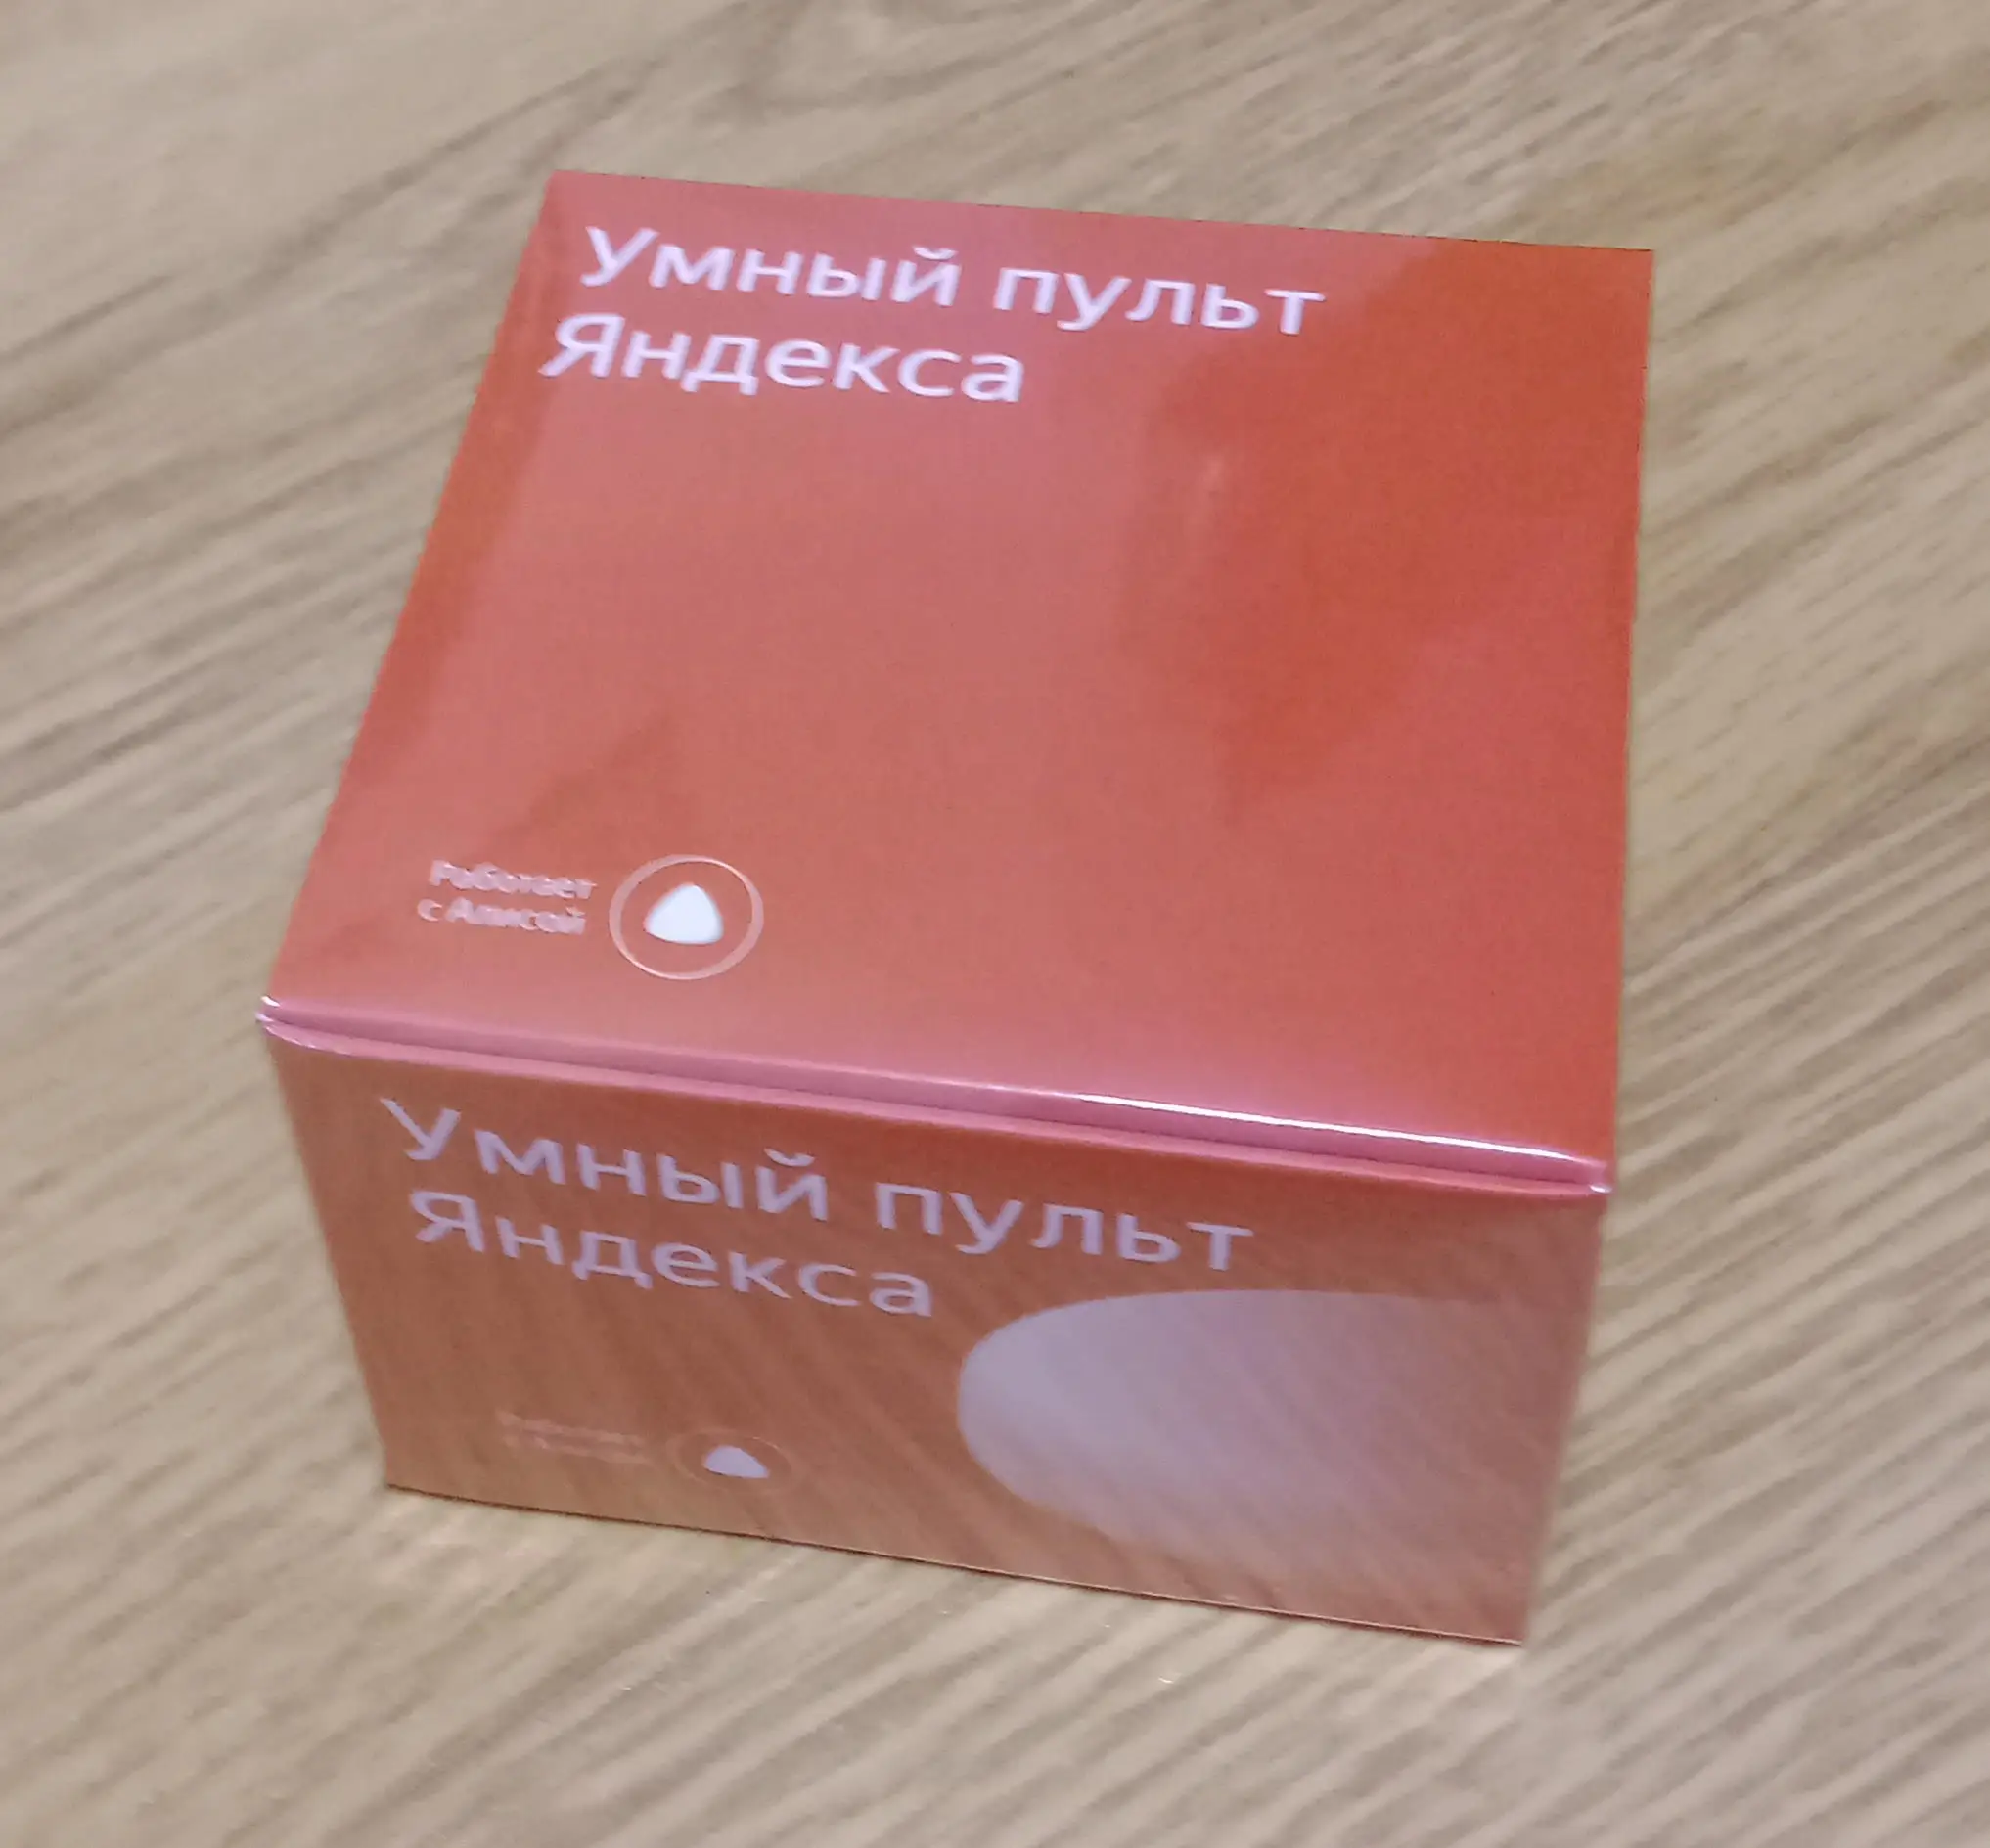 Умный пульт
Яндекса
Работает
с Алисой
Умный пульт
Яндекса